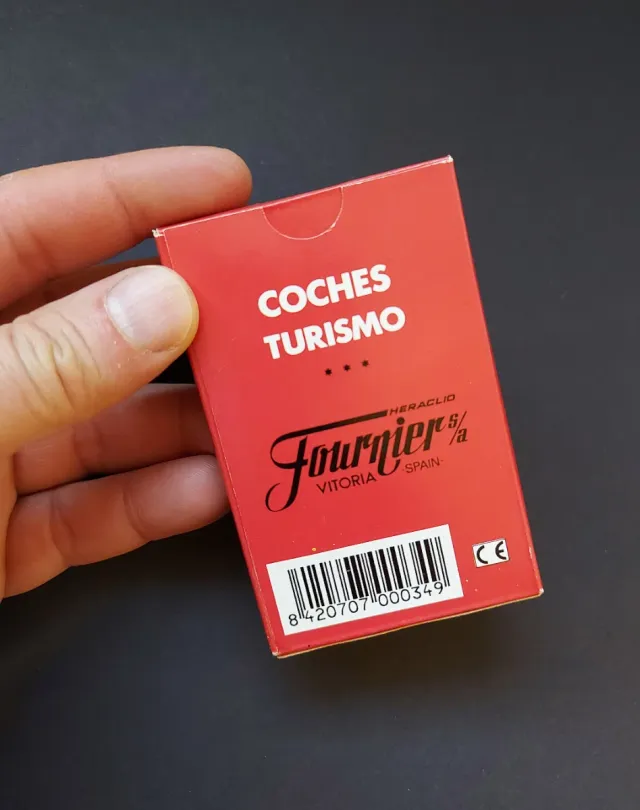 COCHES
TURISMO
* * *
HERACLIO
Fournier s/a
VITORIA -SPAIN-
CE
8 420707 000349